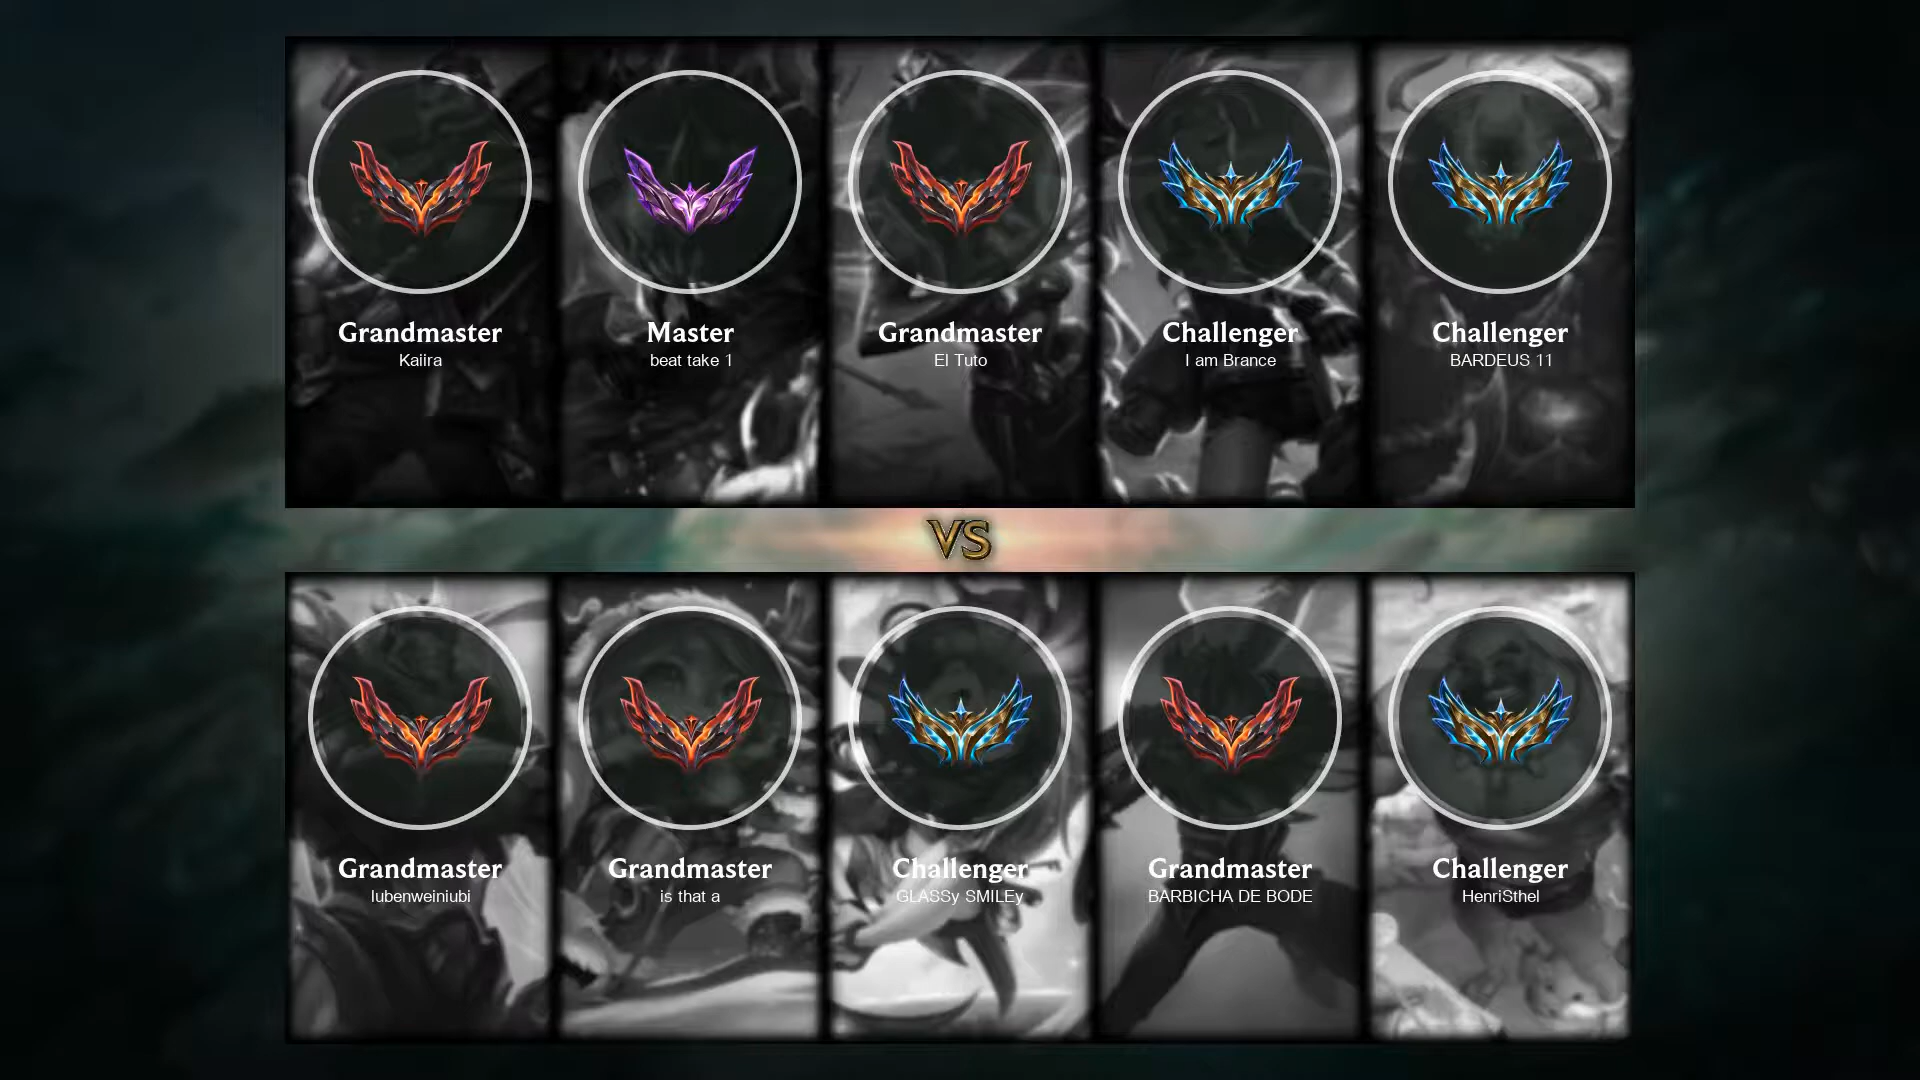 Grandmaster
Kaiira
Master
beat take 1
Grandmaster
El Tuto
Challenger
I am Brance
Challenger
BARDEUS 11
VS
Grandmaster
lubenweiniubi
Grandmaster
is that a
Challenger
GLASSy SMILEy
Grandmaster
BARBICHA DE BODE
Challenger
HenriSthel